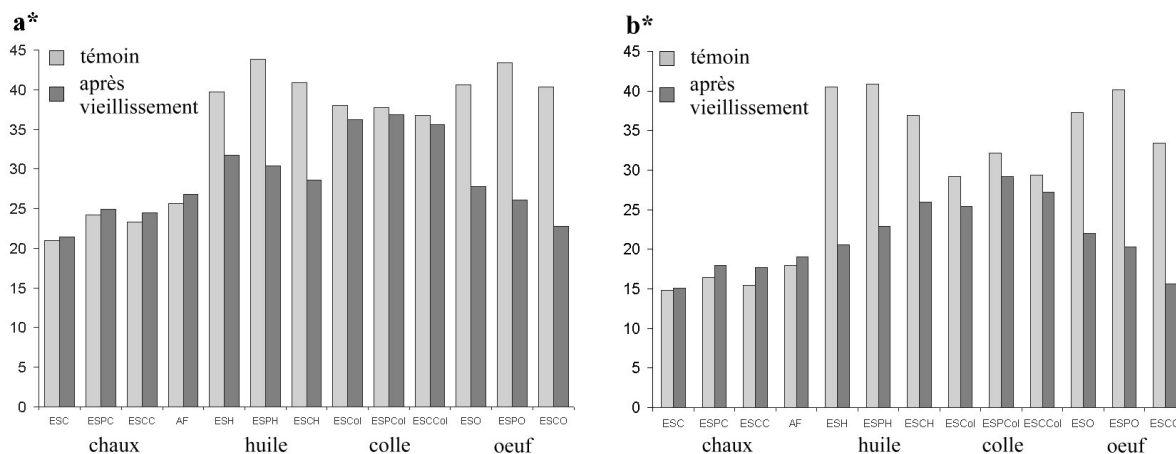 a*
45
40
35
30
25
20
15
10
5
0
témoin
après
vieillissement
ESC ESPC ESCC AF ESH ESPH ESCH ESCol ESPCol ESCCol ESO ESPO ESCO
chaux huile colle oeuf
b*
45
40
35
30
25
20
15
10
5
0
témoin
après
vieillissement
ESC ESPC ESCC AF ESH ESPH ESCH ESCol ESPCol ESCCol ESO ESPO ESCO
chaux huile colle oeuf